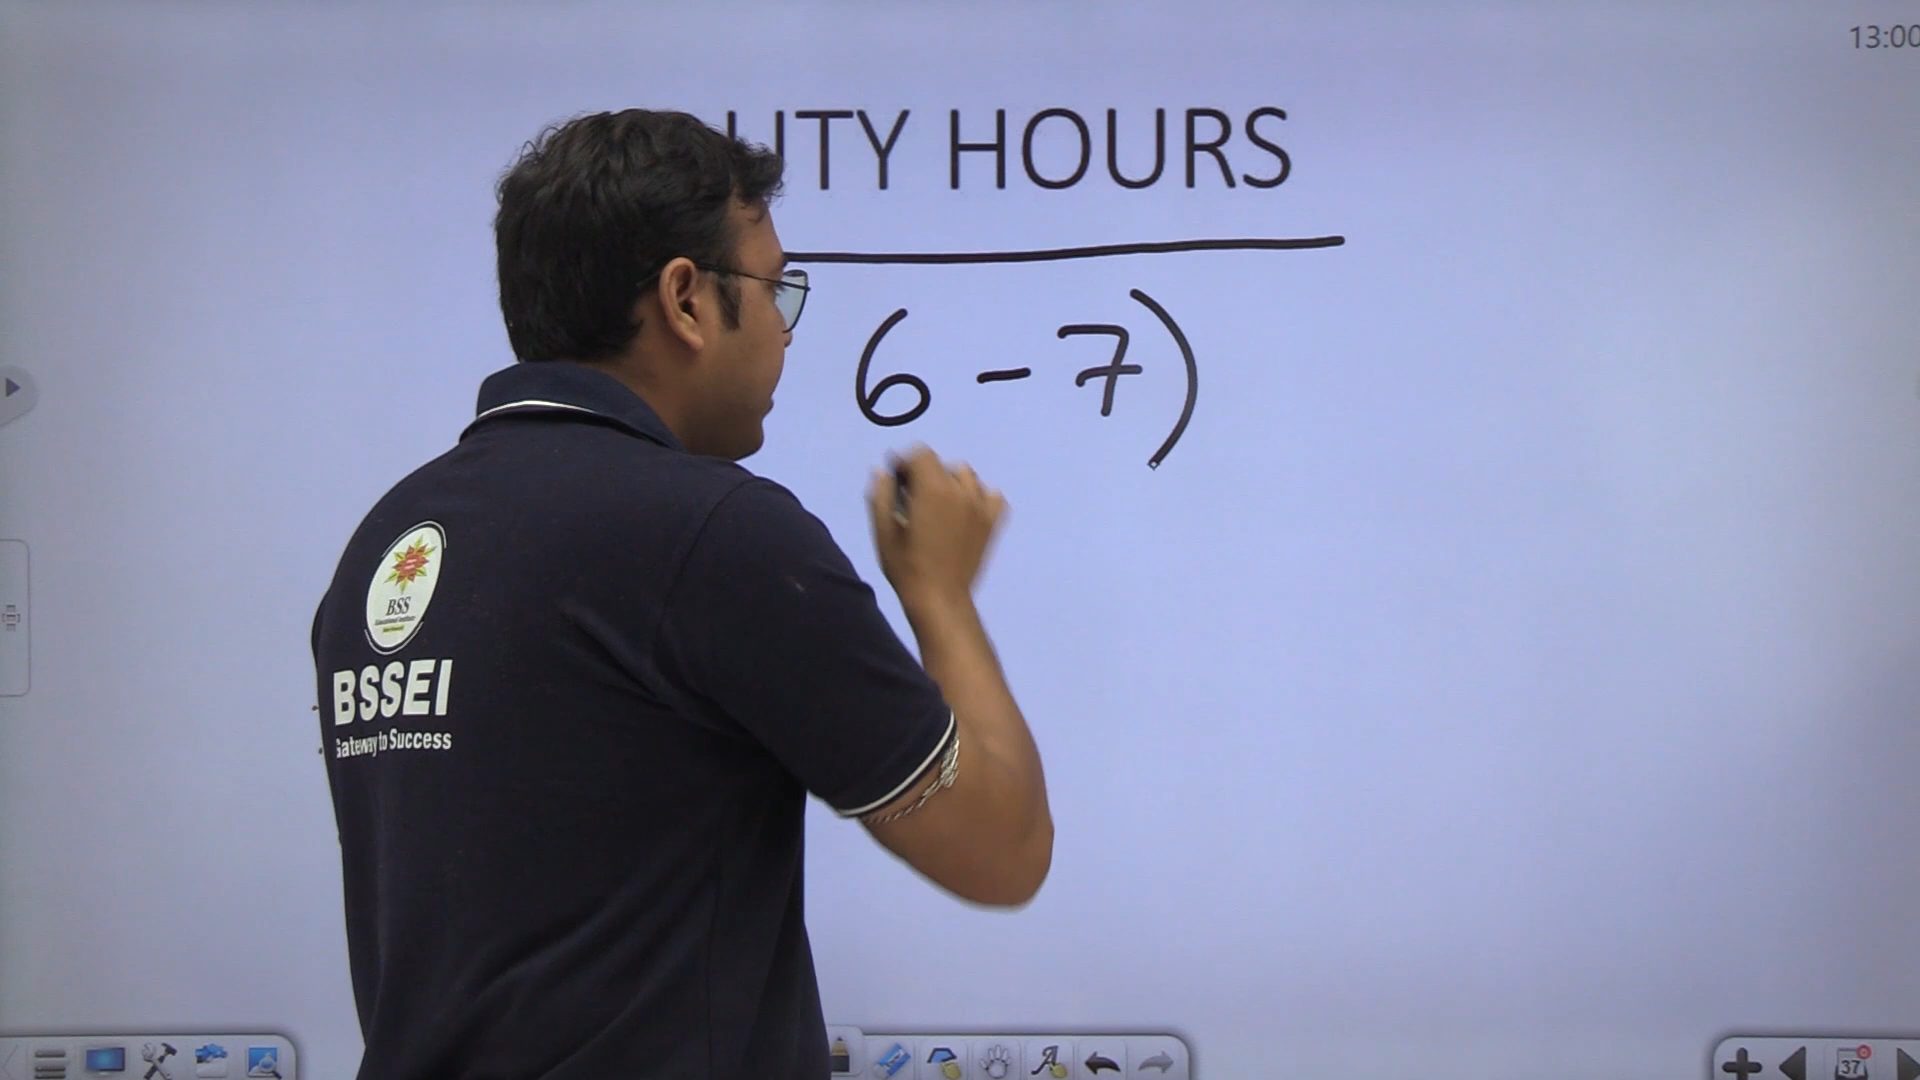 13:00
UTY HOURS
6-7)
BSS
BSSEI
Gateway to Success
37